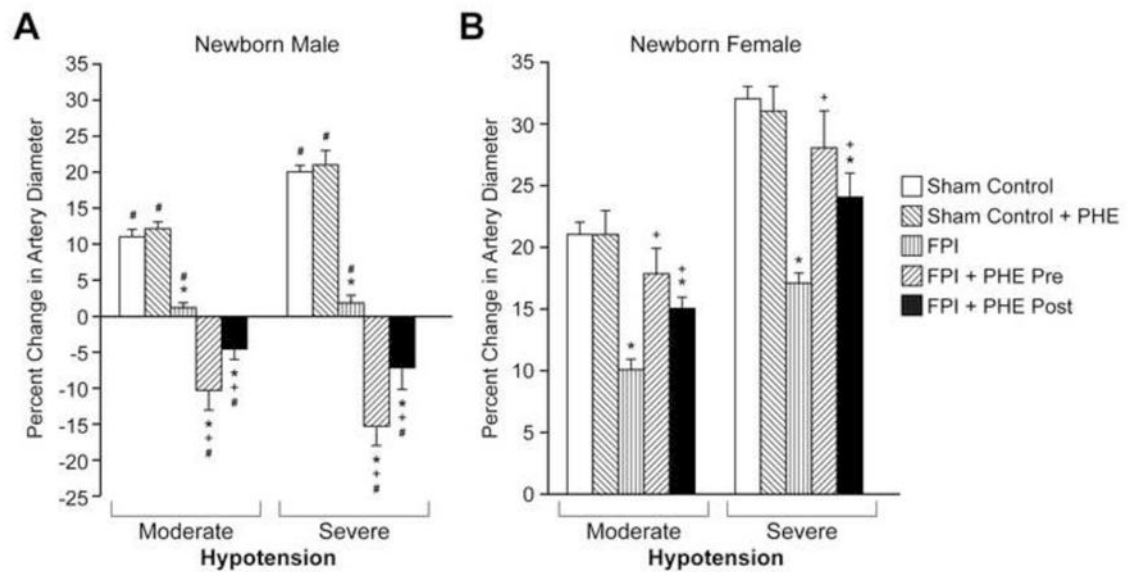 A
Newborn Male
Percent Change in Artery Diameter
35
30
25
20
15
10
5
0
-5
-10
-15
-20
-25
#
#
#
*
*
+
#
*
+
#
#
#
#
*
*
+
#
*
+
#
Moderate
Severe
Hypotension
B
Newborn Female
Percent Change in Artery Diameter
35
30
25
20
15
10
5
0
*
+
+
*
*
+
+
*
Moderate
Severe
Hypotension
Sham Control
Sham Control + PHE
FPI
FPI + PHE Pre
FPI + PHE Post